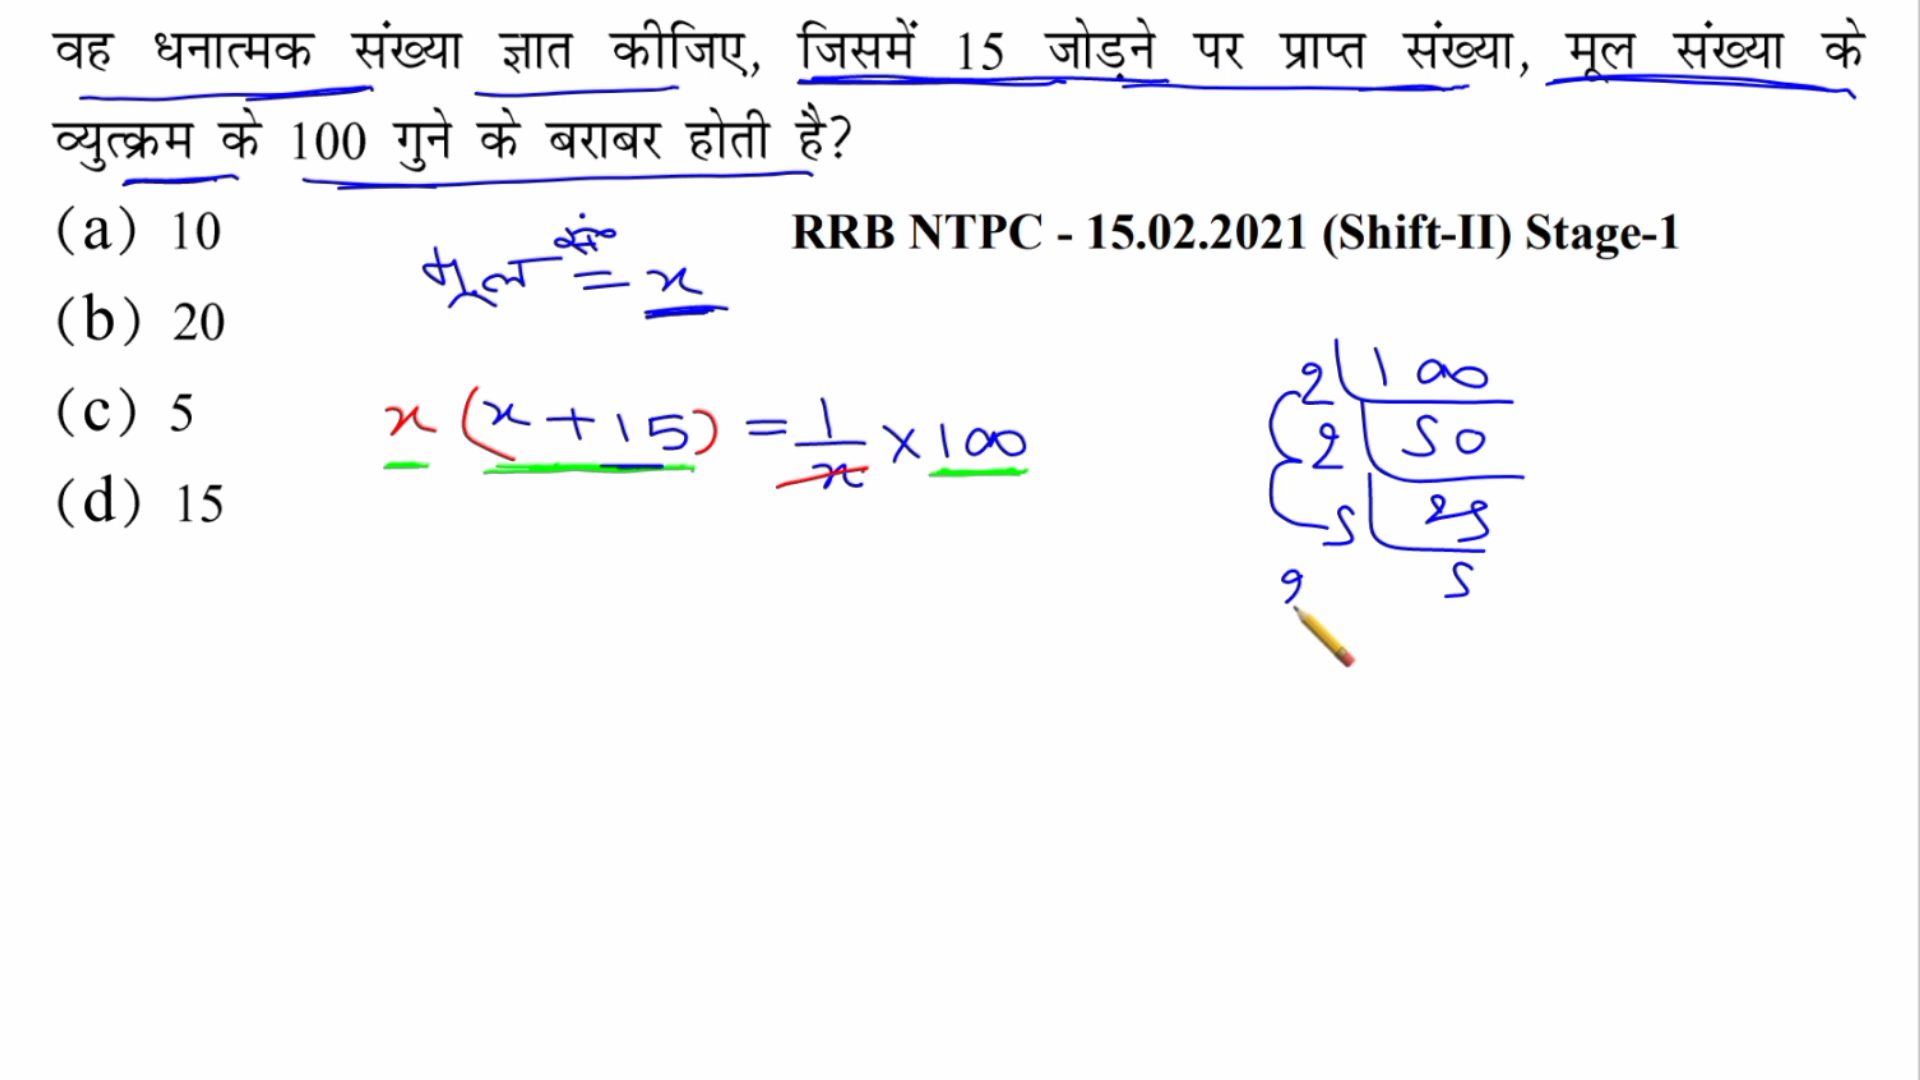 वह धनात्मक संख्या ज्ञात कीजिए, जिसमें 15 जोड़ने पर प्राप्त संख्या, मूल संख्या के
व्युत्क्रम के 100 गुने के बराबर होती है?
(a) 10
RRB NTPC - 15.02.2021 (Shift-II) Stage-1
मूल सं० = x
(b) 20
(c) 5
x (x + 15) = 1/x × 100
(d) 15
2 100
2 50
5 25
5